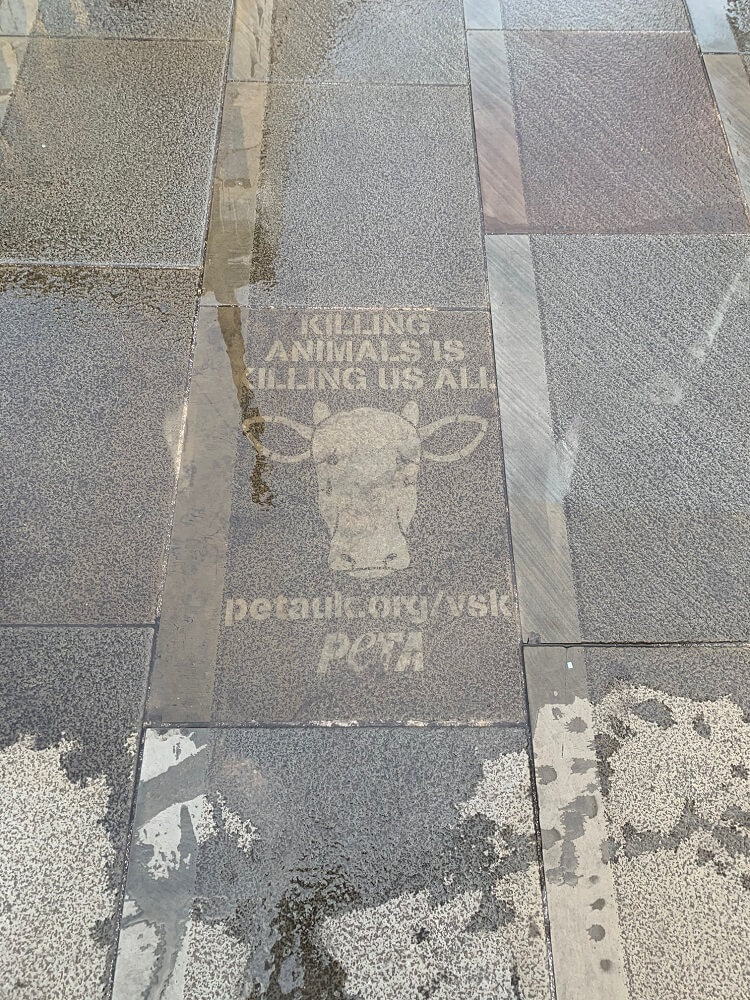 KILLING
ANIMALS IS
KILLING US ALL
petauk.org/vsk
PETA